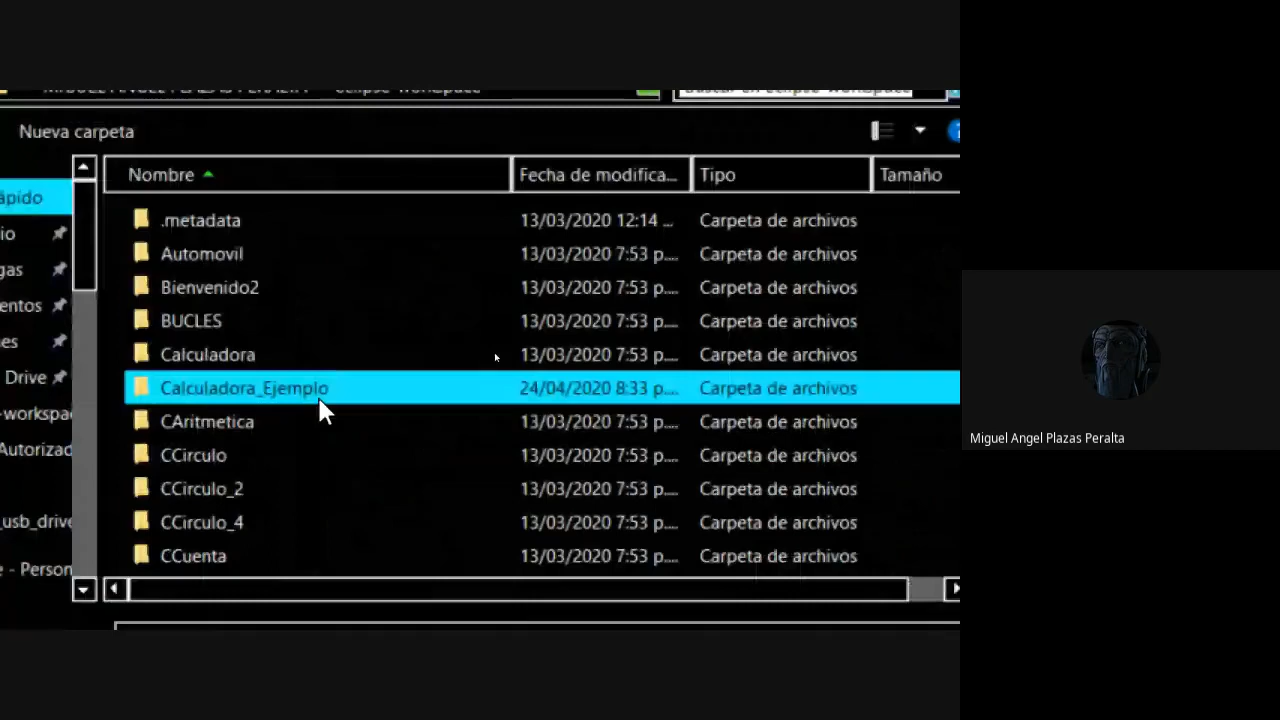 Nueva carpeta
Nombre Fecha de modifica... Tipo Tamaño
ápido
io
gas
entos
es
Drive
-workspac
Autorizad
_usb_drive
e - Person
.metadata 13/03/2020 12:14 ... Carpeta de archivos
Automovil 13/03/2020 7:53 p.... Carpeta de archivos
Bienvenido2 13/03/2020 7:53 p.... Carpeta de archivos
BUCLES 13/03/2020 7:53 p.... Carpeta de archivos
Calculadora 13/03/2020 7:53 p.... Carpeta de archivos
Calculadora_Ejemplo 24/04/2020 8:33 p.... Carpeta de archivos
CAritmetica 13/03/2020 7:53 p.... Carpeta de archivos
CCirculo 13/03/2020 7:53 p.... Carpeta de archivos
CCirculo_2 13/03/2020 7:53 p.... Carpeta de archivos
CCirculo_4 13/03/2020 7:53 p.... Carpeta de archivos
CCuenta 13/03/2020 7:53 p.... Carpeta de archivos
Miguel Angel Plazas Peralta